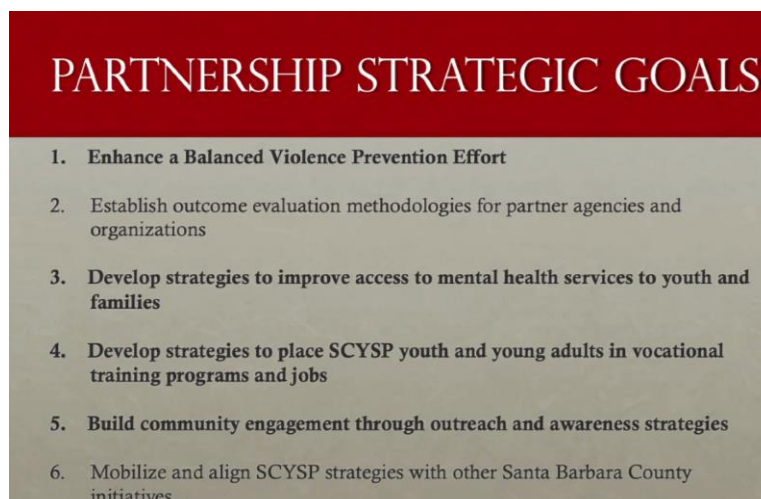 PARTNERSHIP STRATEGIC GOALS
1. Enhance a Balanced Violence Prevention Effort
2. Establish outcome evaluation methodologies for partner agencies and
organizations
3. Develop strategies to improve access to mental health services to youth and
families
4. Develop strategies to place SCYSP youth and young adults in vocational
training programs and jobs
5. Build community engagement through outreach and awareness strategies
6. Mobilize and align SCYSP strategies with other Santa Barbara County
initiatives